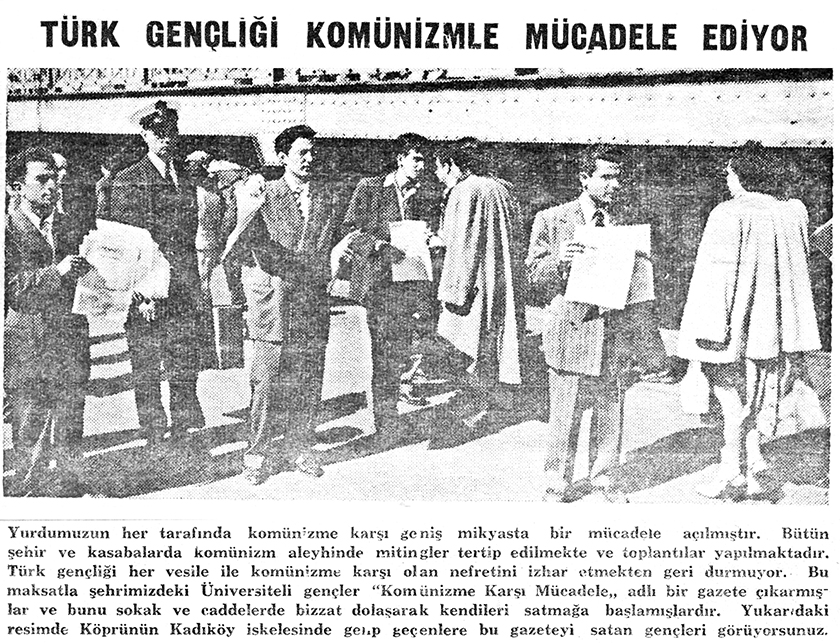 TÜRK GENÇLİĞİ KOMÜNİZMLE MÜCADELE EDİYOR
Yurdumuzun her tarafında komünizme karşı geniş mikyasta bir mücadele açılmıştır. Bütün
şehir ve kasabalarda komünizm aleyhinde mitingler tertip edilmekte ve toplantılar yapılmaktadır.
Türk gençliği her vesile ile komünizme karşı olan nefretini izhar etmekten geri durmuyor. Bu
maksatla şehrimizdeki Üniversiteli gençler "Komünizme Karşı Mücadele,, adlı bir gazete çıkarmış-
lar ve bunu sokak ve caddelerde bizzat dolaşarak kendileri satmağa başlamışlardır. Yukarıdaki
resimde Köprünün Kadıköy iskelesinde gelip geçenlere bu gazeteyi satan gençleri görüyorsunuz.